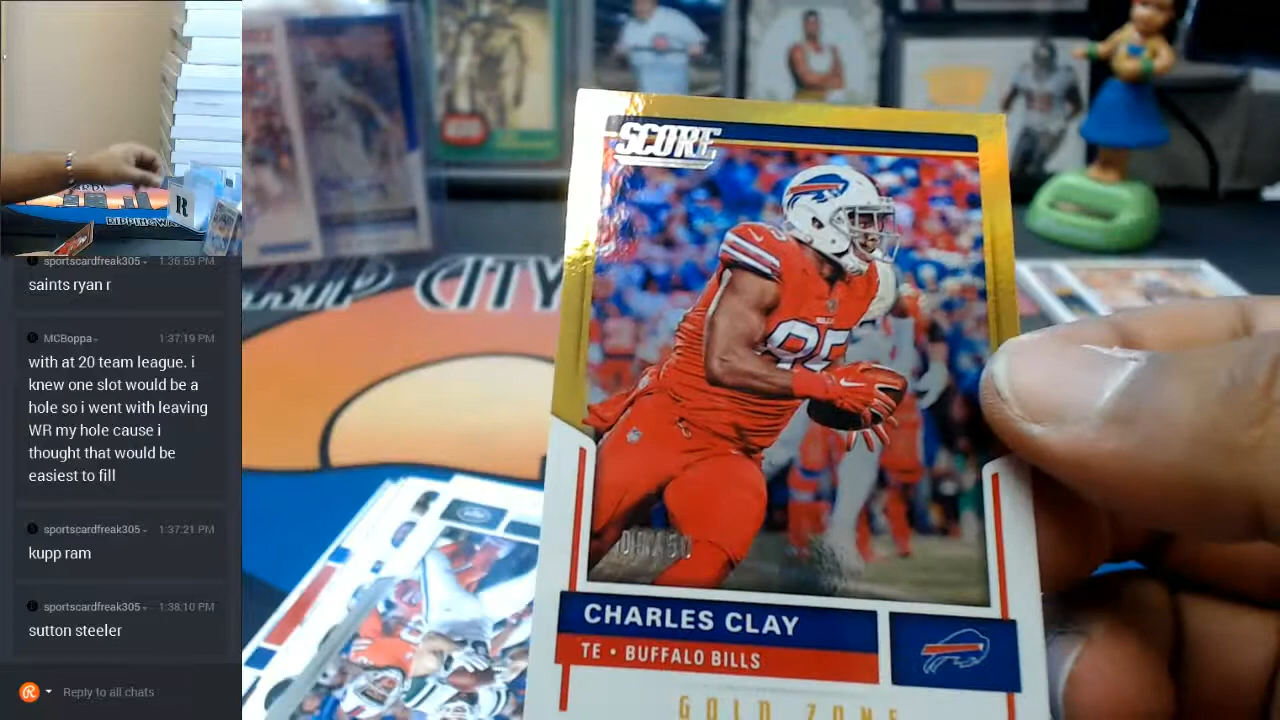 sportscardfreak305
1:36:59 PM
saints ryan r
MCBoppa
1:37:19 PM
with at 20 team league. i
knew one slot would be a
hole so i went with leaving
WR my hole cause i
thought that would be
easiest to fill
sportscardfreak305
1:37:21 PM
kupp ram
sportscardfreak305
1:38:10 PM
sutton steeler
Reply to all chats
R
CITY
SCORE
BILLS
85
CHARLES CLAY
TE • BUFFALO BILLS
GOLD ZONE